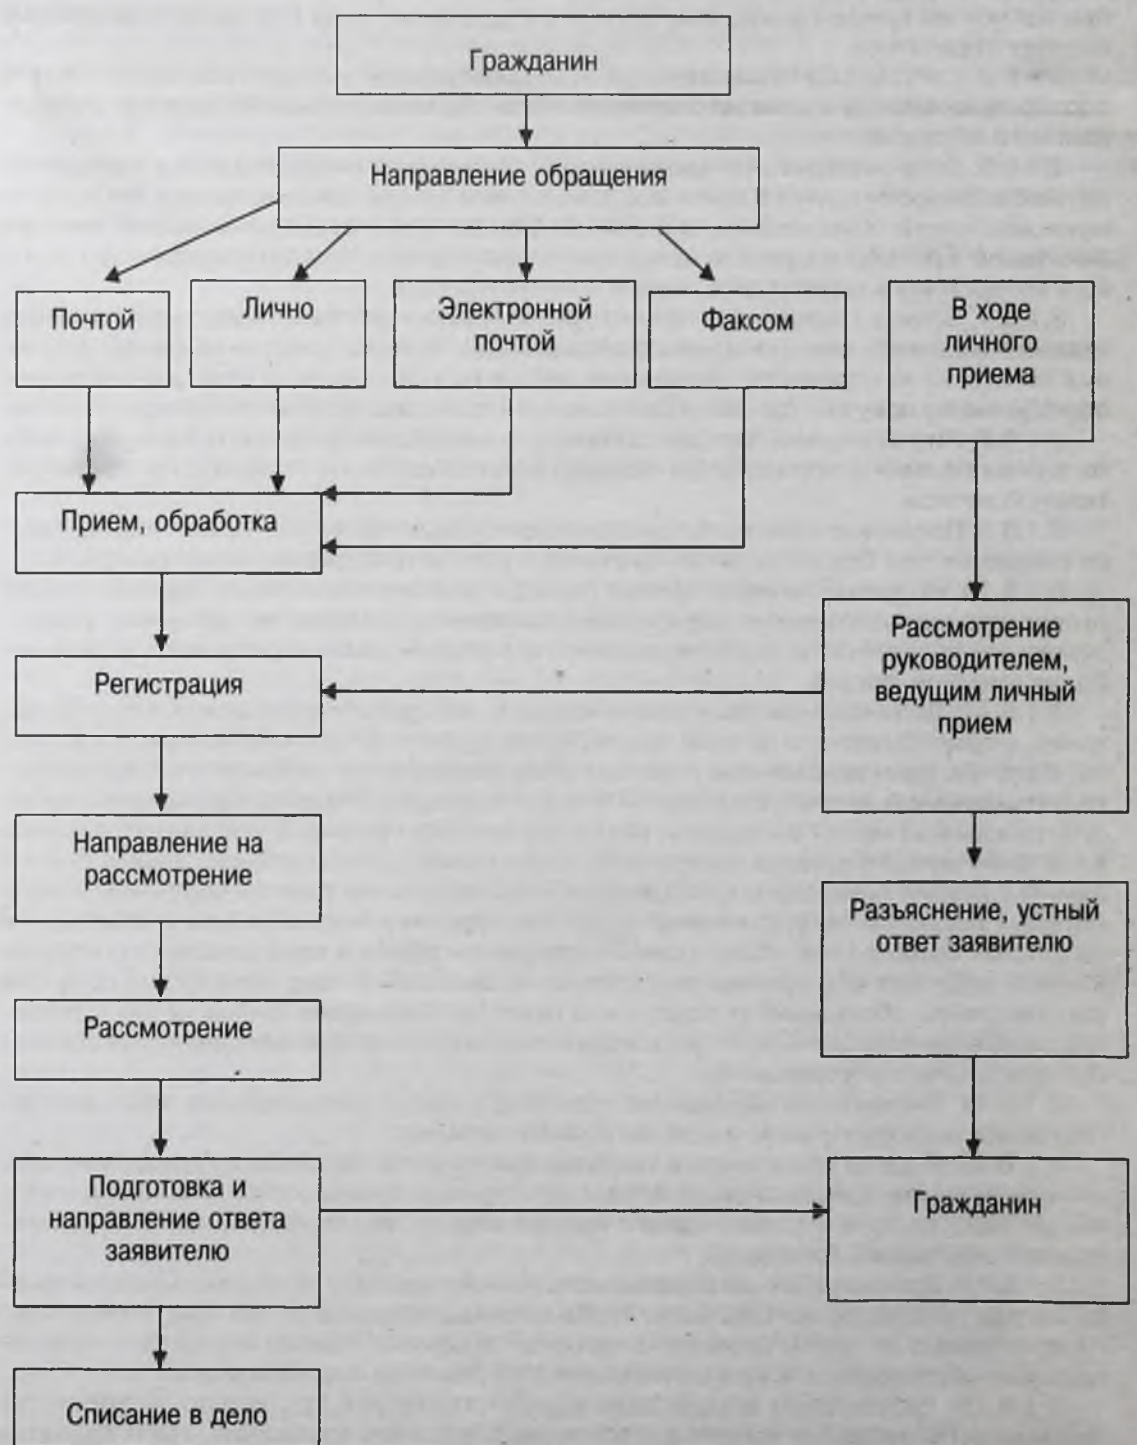 Гражданин
Направление обращения
Почтой
Лично
Электронной
почтой
Факсом
В ходе
личного
приема
Прием, обработка
Рассмотрение
руководителем,
ведущим личный
прием
Регистрация
Направление на
рассмотрение
Разъяснение, устный
ответ заявителю
Рассмотрение
Подготовка и
направление ответа
заявителю
Гражданин
Списание в дело